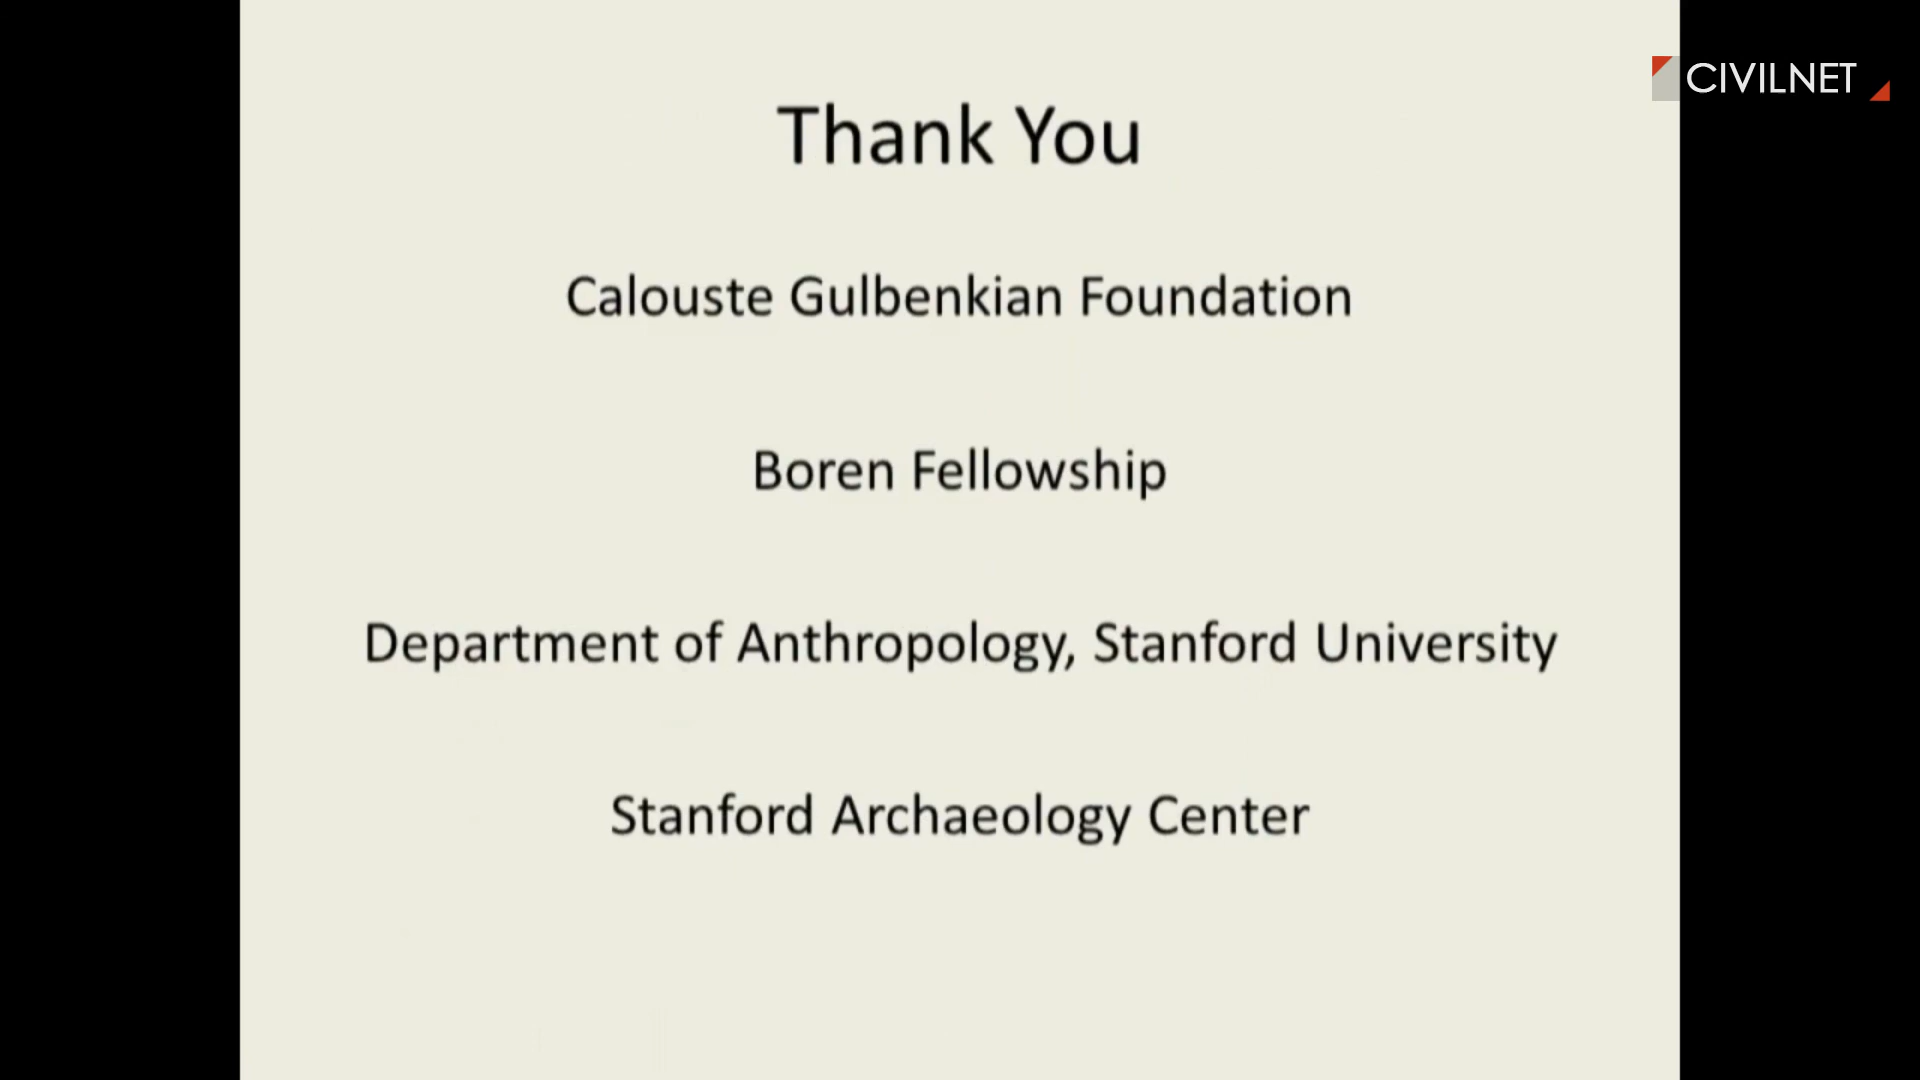 CIVILNET
Thank You
Calouste Gulbenkian Foundation
Boren Fellowship
Department of Anthropology, Stanford University
Stanford Archaeology Center